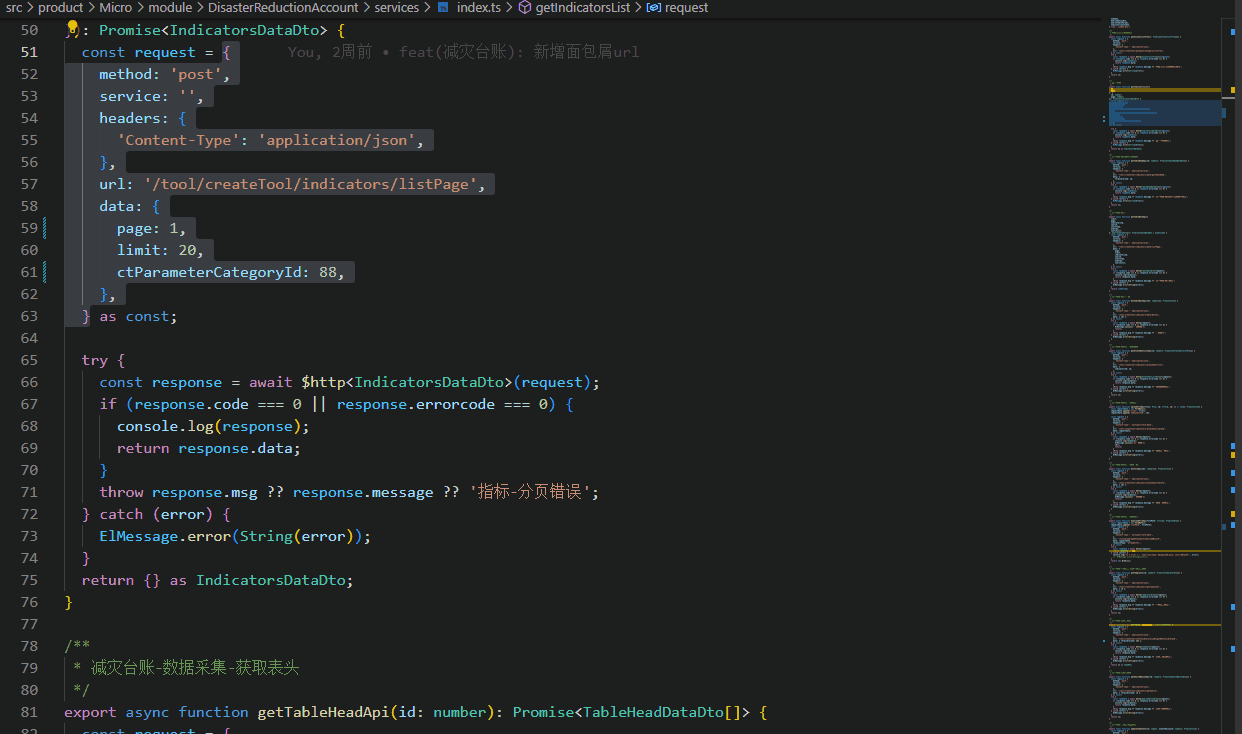 src > product > Micro > module > DisasterReductionAccount > services > index.ts > getIndicatorsList > request
50 ): Promise<IndicatorsDataDto> {
51 const request = { You, 2周前 • feat(减灾台账): 新增面包屑url
52 method: 'post',
53 service: '',
54 headers: {
55 'Content-Type': 'application/json',
56 },
57 url: '/tool/createTool/indicators/listPage',
58 data: {
59 page: 1,
60 limit: 20,
61 ctParameterCategoryId: 88,
62 },
63 } as const;
64
65 try {
66 const response = await $http<IndicatorsDataDto>(request);
67 if (response.code === 0 || response.errorcode === 0) {
68 console.log(response);
69 return response.data;
70 }
71 throw response.msg ?? response.message ?? '指标-分页错误';
72 } catch (error) {
73 ElMessage.error(String(error));
74 }
75 return {} as IndicatorsDataDto;
76 }
77
78 /**
79 * 减灾台账-数据采集-获取表头
80 */
81 export async function getTableHeadApi(id: number): Promise<TableHeadDataDto[]> {
82 const request = {